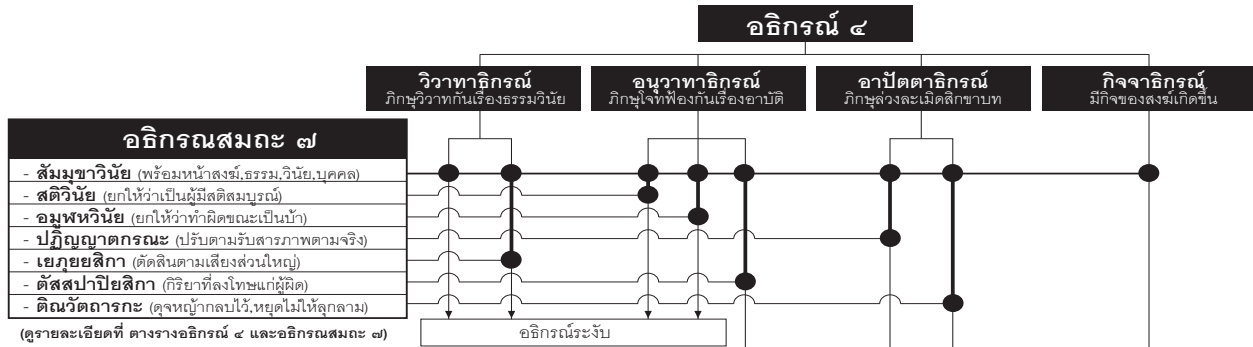 อธิกรณ์ ๔
วิวาทาธิกรณ์
ภิกษุวิวาทกันเรื่องธรรมวินัย
อนุวาทาธิกรณ์
ภิกษุโจทฟ้องกันเรื่องอาบัติ
อาปัตตาธิกรณ์
ภิกษุล่วงละเมิดสิกขาบท
กิจจาธิกรณ์
มีกิจของสงฆ์เกิดขึ้น
อธิกรณสมถะ ๗
- สัมมุขาวินัย (พร้อมหน้าสงฆ์,ธรรม,วินัย,บุคคล)
- สติวินัย (ยกให้ว่าเป็นผู้มีสติสมบูรณ์)
- อมูฬหวินัย (ยกให้ว่าทำผิดขณะเป็นบ้า)
- ปฏิญญาตกรณะ (ปรับตามรับสารภาพตามจริง)
- เยภุยยสิกา (ตัดสินตามเสียงส่วนใหญ่)
- ตัสสปาปิยสิกา (กิริยาที่ลงโทษแก่ผู้ผิด)
- ติณวัตถารกะ (ดุจหญ้ากลบไว้,หยุดไม่ให้ลุกลาม)
(ดูรายละเอียดที่ ตางรางอธิกรณ์ ๔ และอธิกรณสมถะ ๗)
อธิกรณ์ระงับ